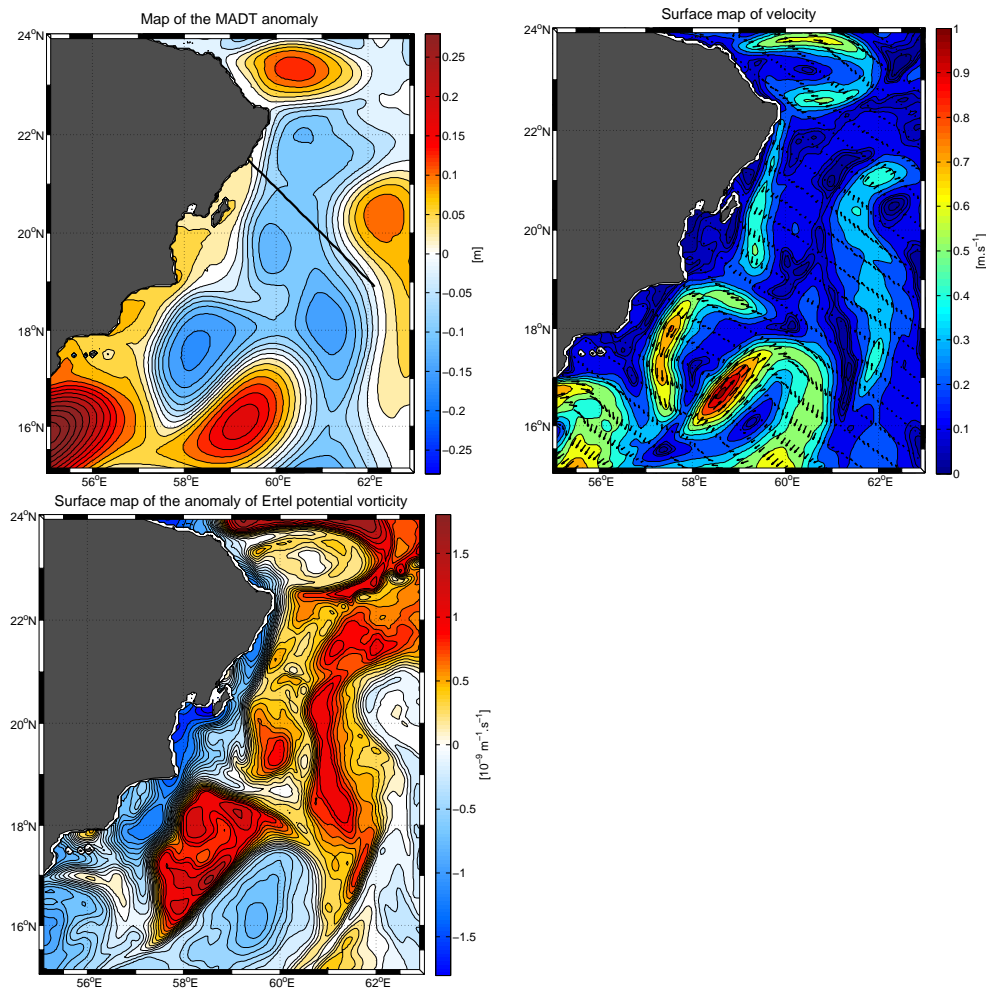 Map of the MADT anomaly
24°N
22°N
20°N
18°N
16°N
56°E
58°E
60°E
62°E
0.25
0.2
0.15
0.1
0.05
0
−0.05
−0.1
−0.15
−0.2
−0.25
[m]
Surface map of velocity
24°N
22°N
20°N
18°N
16°N
56°E
58°E
60°E
62°E
1
0.9
0.8
0.7
0.6
0.5
0.4
0.3
0.2
0.1
0
[m.s⁻¹]
Surface map of the anomaly of Ertel potential vorticity
24°N
22°N
20°N
18°N
16°N
56°E
58°E
60°E
62°E
1.5
1
0.5
0
−0.5
−1
−1.5
[10⁻⁹ m⁻¹.s⁻¹]